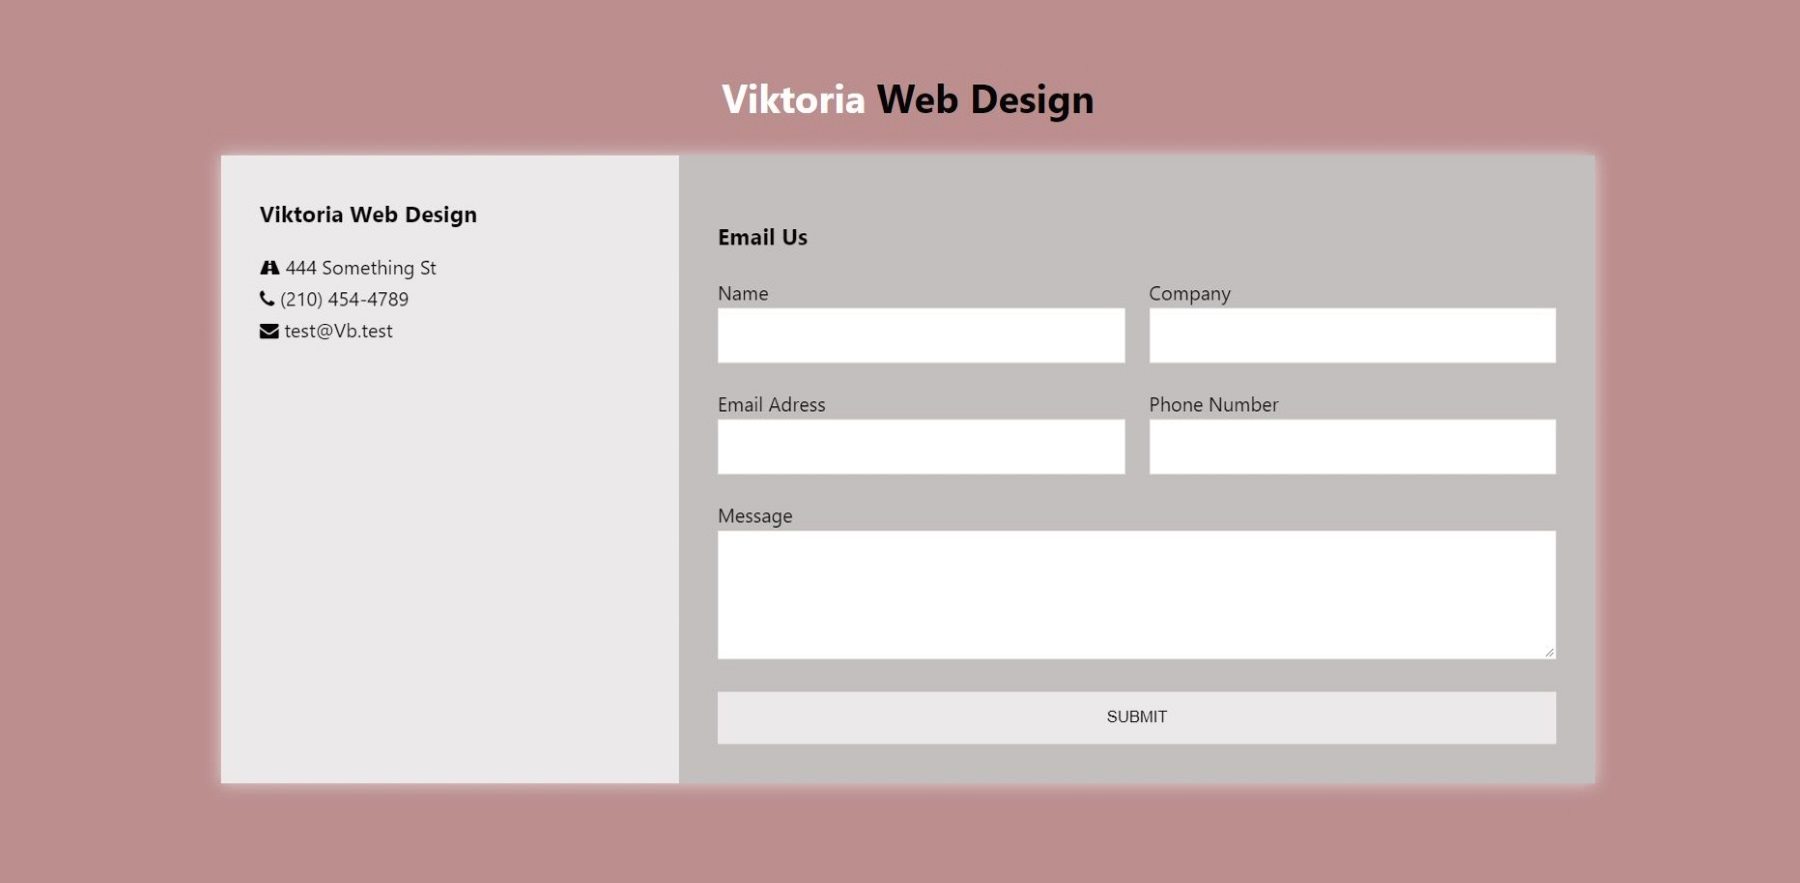 Viktoria Web Design
Viktoria Web Design
444 Something St
(210) 454-4789
test@Vb.test
Email Us
Name
Company
Email Adress
Phone Number
Message
SUBMIT